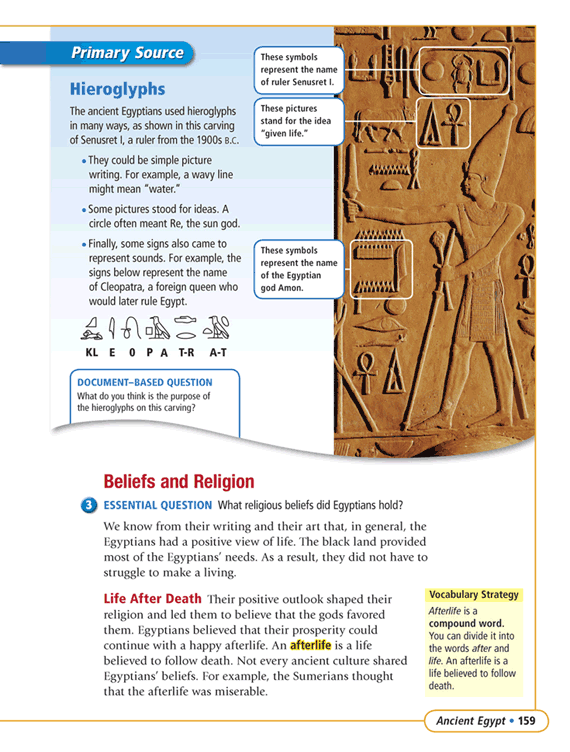 Primary Source
Hieroglyphs
The ancient Egyptians used hieroglyphs
in many ways, as shown in this carving
of Senusret I, a ruler from the 1900s B.C.
• They could be simple picture
writing. For example, a wavy line
might mean “water.”
• Some pictures stood for ideas. A
circle often meant Re, the sun god.
• Finally, some signs also came to
represent sounds. For example, the
signs below represent the name
of Cleopatra, a foreign queen who
would later rule Egypt.
KL E O P A T-R A-T
DOCUMENT–BASED QUESTION
What do you think is the purpose of
the hieroglyphs on this carving?
These symbols
represent the name
of ruler Senusret I.
These pictures
stand for the idea
“given life.”
These symbols
represent the name
of the Egyptian
god Amon.
Beliefs and Religion
3 ESSENTIAL QUESTION What religious beliefs did Egyptians hold?
We know from their writing and their art that, in general, the
Egyptians had a positive view of life. The black land provided
most of the Egyptians’ needs. As a result, they did not have to
struggle to make a living.
Life After Death Their positive outlook shaped their
religion and led them to believe that the gods favored
them. Egyptians believed that their prosperity could
continue with a happy afterlife. An afterlife is a life
believed to follow death. Not every ancient culture shared
Egyptians’ beliefs. For example, the Sumerians thought
that the afterlife was miserable.
Vocabulary Strategy
Afterlife is a
compound word.
You can divide it into
the words after and
life. An afterlife is a
life believed to follow
death.
Ancient Egypt • 159